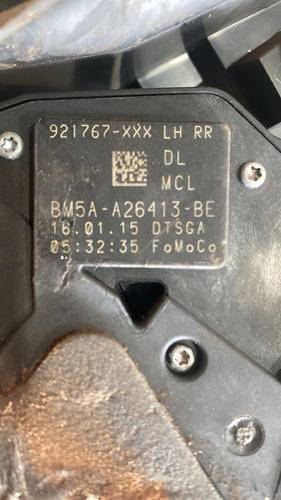 921767-XXX LH RR
DL
MCL
BM5A-A26413-BE
16.01.15 DTSGA
05:32:35 FoMoCo